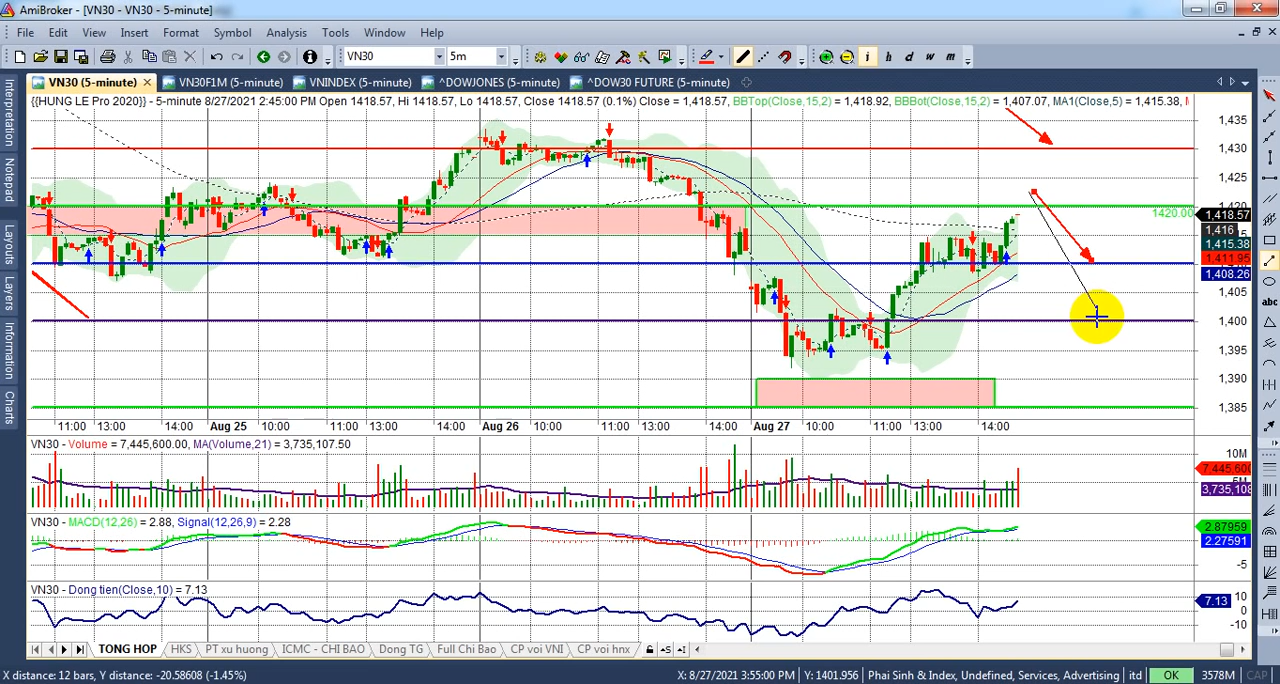 AmiBroker - [VN30 - VN30 - 5-minute]
File Edit View Insert Format Symbol Analysis Tools Window Help
VN30 5m i h d w m
VN30 (5-minute) VN30F1M (5-minute) VNINDEX (5-minute) ^DOWJONES (5-minute) ^DOW30 FUTURE (5-minute)
{{HUNG LE Pro 2020}} - 5-minute 8/27/2021 2:45:00 PM Open 1418.57, Hi 1418.57, Lo 1418.57, Close 1418.57 (0.1%) Close = 1,418.57, BBTop(Close,15,2) = 1,418.92, BBBot(Close,15,2) = 1,407.07, MA1(Close,5) = 1,415.38,
Interpretation
Notepad
Layouts
Layers
Information
Charts
1,435
1,430
1,425
1420.00
1,418.57
1,416
1,415.38
1,411.95
1,408.26
1,405
1,400
1,395
1,390
1,385
abc
11:00 13:00 14:00 Aug 25 10:00 11:00 13:00 14:00 Aug 26 10:00 11:00 13:00 14:00 Aug 27 10:00 11:00 13:00 14:00
VN30 - Volume = 7,445,600.00, MA(Volume,21) = 3,735,107.50
10M
7,445,600
3,735,108
VN30 - MACD(12,26) = 2.88, Signal(12,26,9) = 2.28
2.87959
2.27591
-5
VN30 - Dong tien(Close,10) = 7.13
10
7.13
0
-10
TONG HOP HKS PT xu huong ICMC - CHI BAO Dong TG Full Chi Bao CP voi VNI CP voi hnx
X distance: 12 bars, Y distance: -20.58608 (-1.45%) X: 8/27/2021 3:55:00 PM Y: 1401.956 Phai Sinh & Index, Undefined, Services, Advertising itd OK 3578M CAP